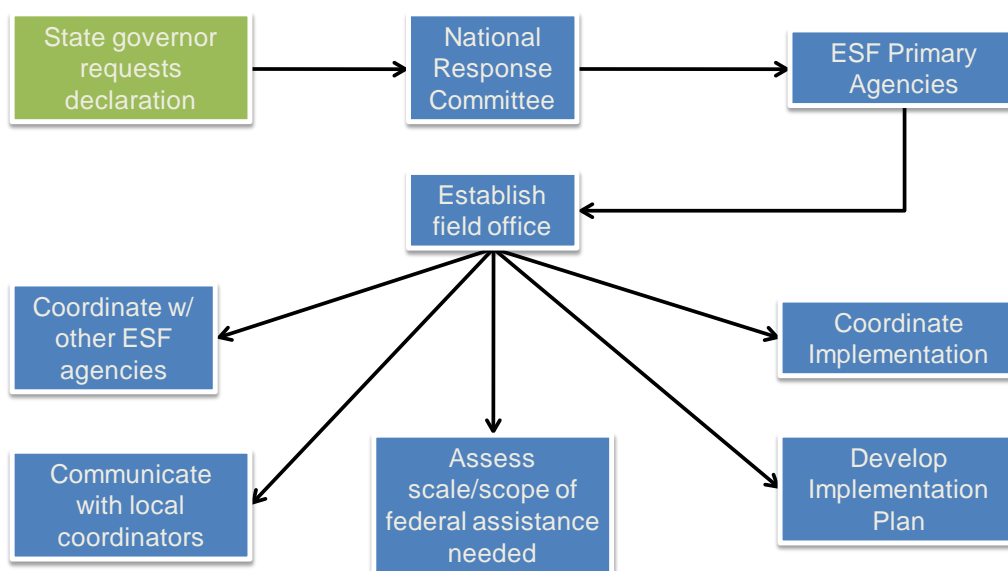 State governor
requests
declaration
National
Response
Committee
ESF Primary
Agencies
Establish
field office
Coordinate w/
other ESF
agencies
Coordinate
Implementation
Communicate
with local
coordinators
Assess
scale/scope of
federal assistance
needed
Develop
Implementation
Plan